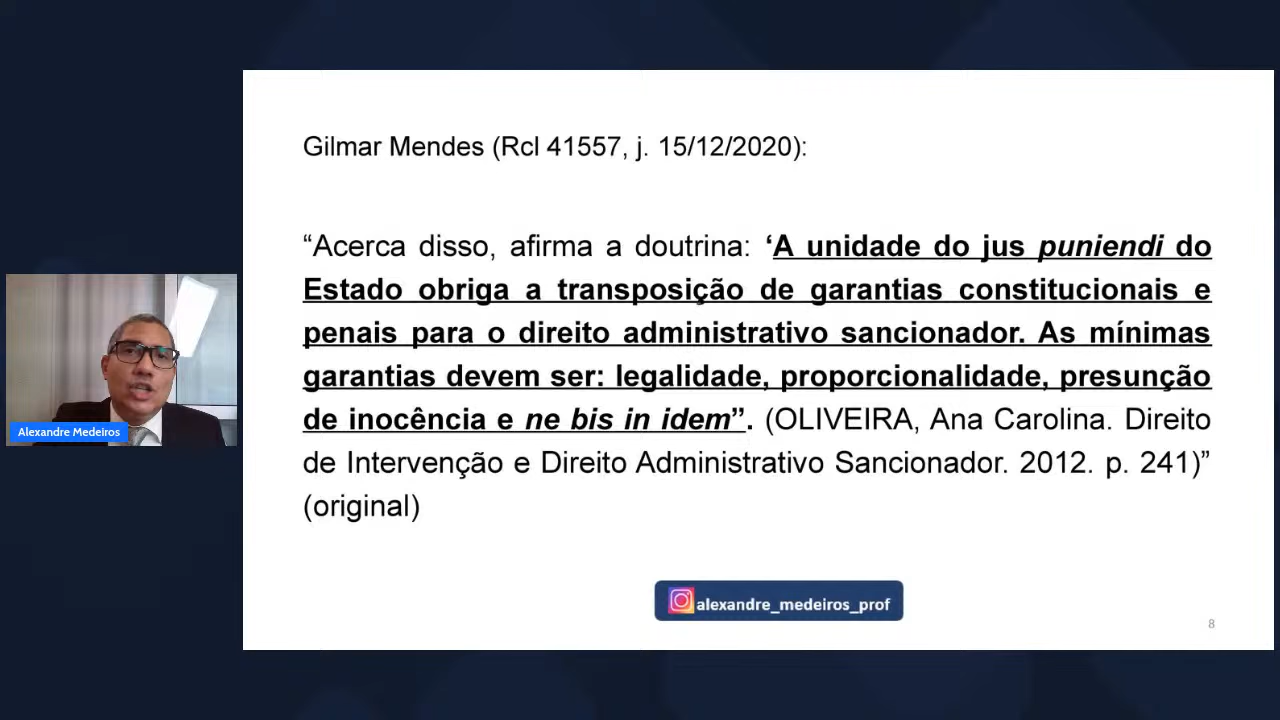 Gilmar Mendes (Rcl 41557, j. 15/12/2020):
“Acerca disso, afirma a doutrina: ‘A unidade do jus puniendi do
Estado obriga a transposição de garantias constitucionais e
penais para o direito administrativo sancionador. As mínimas
garantias devem ser: legalidade, proporcionalidade, presunção
de inocência e ne bis in idem”. (OLIVEIRA, Ana Carolina. Direito
de Intervenção e Direito Administrativo Sancionador. 2012. p. 241)”
(original)
Alexandre Medeiros
alexandre_medeiros_prof
8